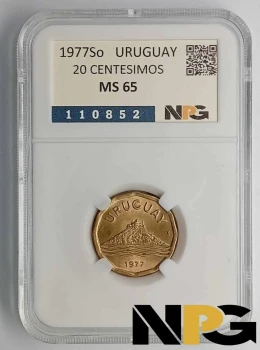 1977So URUGUAY
20 CENTESIMOS
MS 65
NPG
110852
URUGUAY
1977
NPG